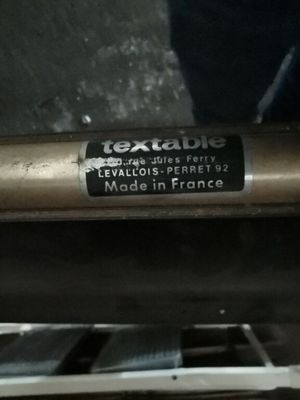 textable
rue Jules Ferry
LEVALLOIS-PERRET 92
Made in France